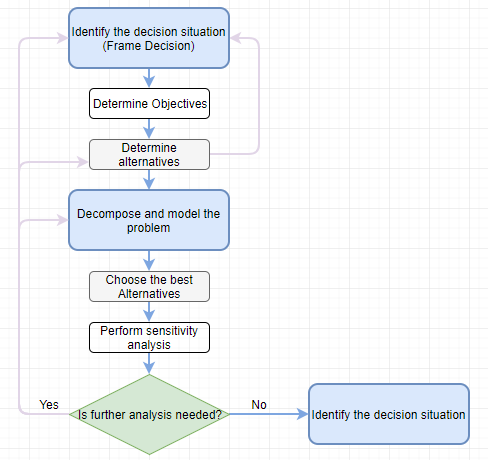 Identify the decision situation
(Frame Decision)
Determine Objectives
Determine
alternatives
Decompose and model the
problem
Choose the best
Alternatives
Perform sensitivity
analysis
Yes
Is further analysis needed?
No
Identify the decision situation